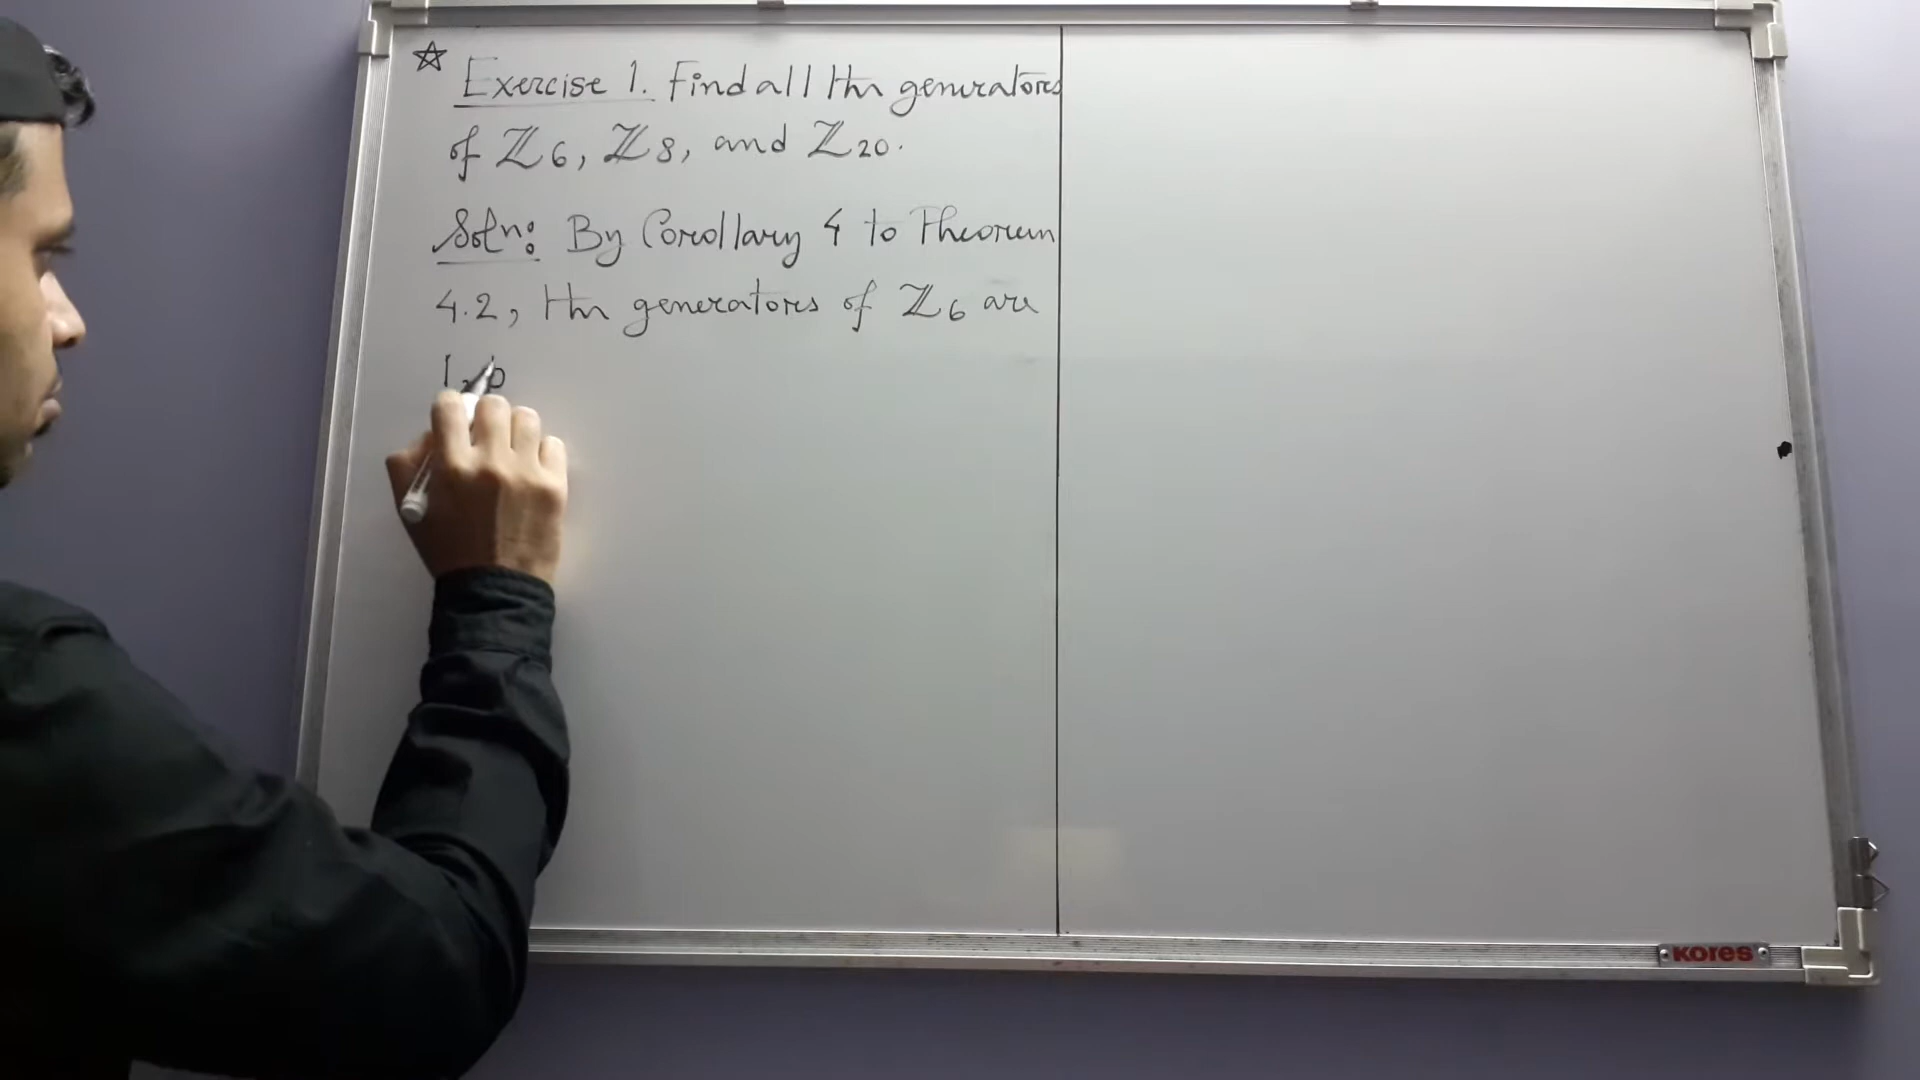 ☆ Exercise 1. Find all the generators
of ℤ6, ℤ8, and ℤ20.
Soln: By Corollary 4 to Theorem
4.2, the generators of ℤ6 are
1,
KORES